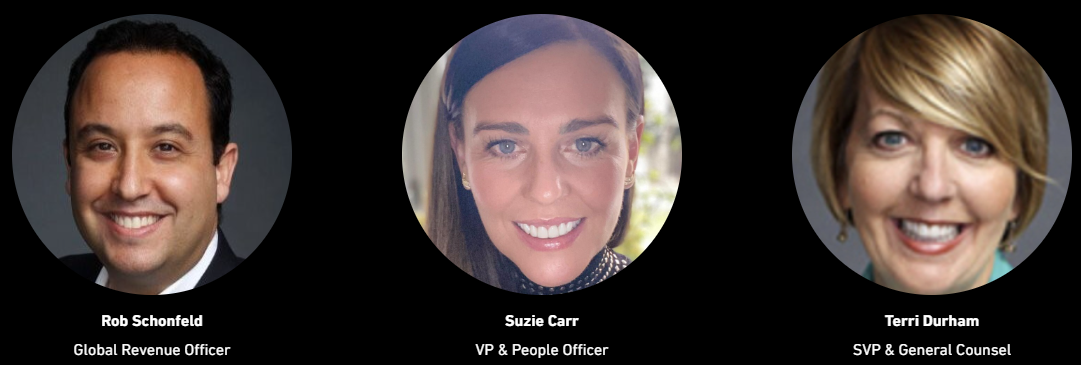 Rob Schonfeld
Global Revenue Officer
Suzie Carr
VP & People Officer
Terri Durham
SVP & General Counsel